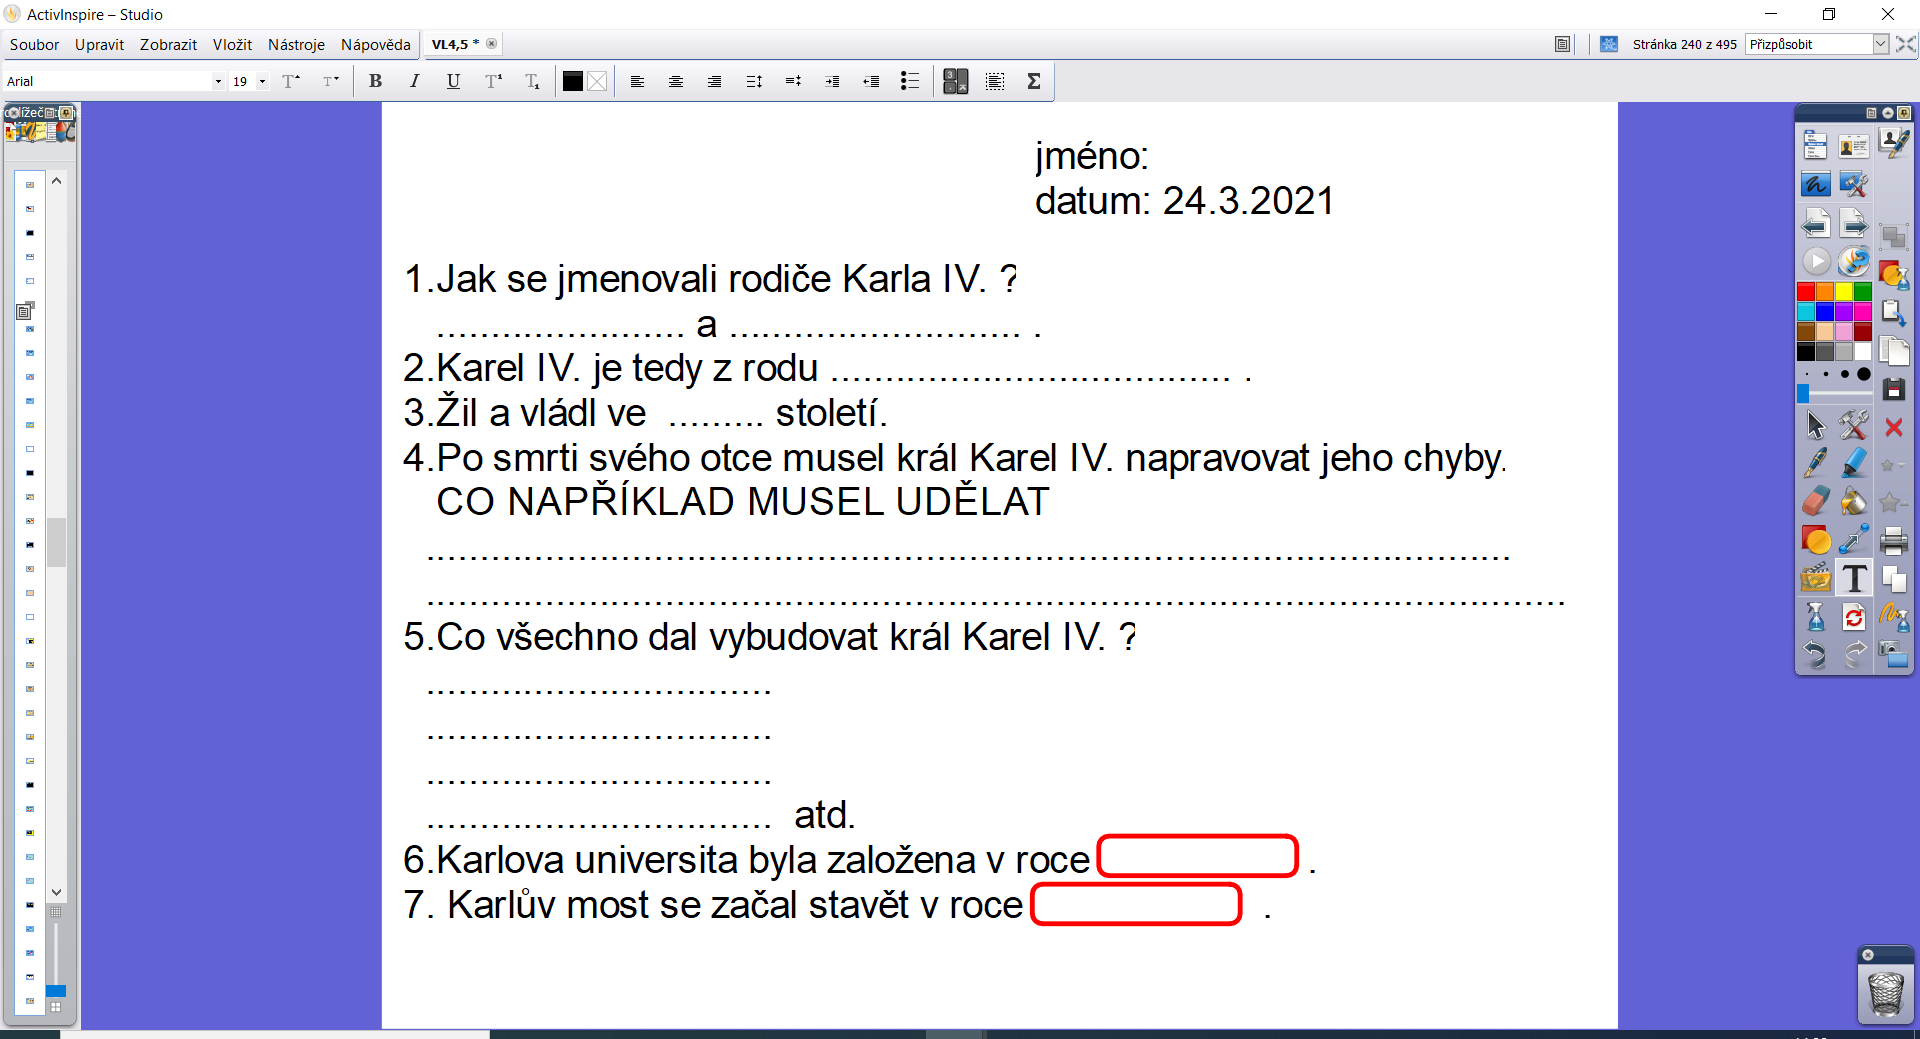 ActivInspire – Studio
Soubor Upravit Zobrazit Vložit Nástroje Nápověda VL4,5 *
Stránka 240 z 495 Přizpůsobit
Arial 19
jméno:
datum: 24.3.2021
1.Jak se jmenovali rodiče Karla IV. ?
....................... a ........................... .
2.Karel IV. je tedy z rodu ..................................... .
3.Žil a vládl ve ......... století.
4.Po smrti svého otce musel král Karel IV. napravovat jeho chyby.
CO NAPŘÍKLAD MUSEL UDĚLAT
....................................................................................................
.........................................................................................................
5.Co všechno dal vybudovat král Karel IV. ?
................................
................................
................................
................................ atd.
6.Karlova universita byla založena v roce .
7. Karlův most se začal stavět v roce .